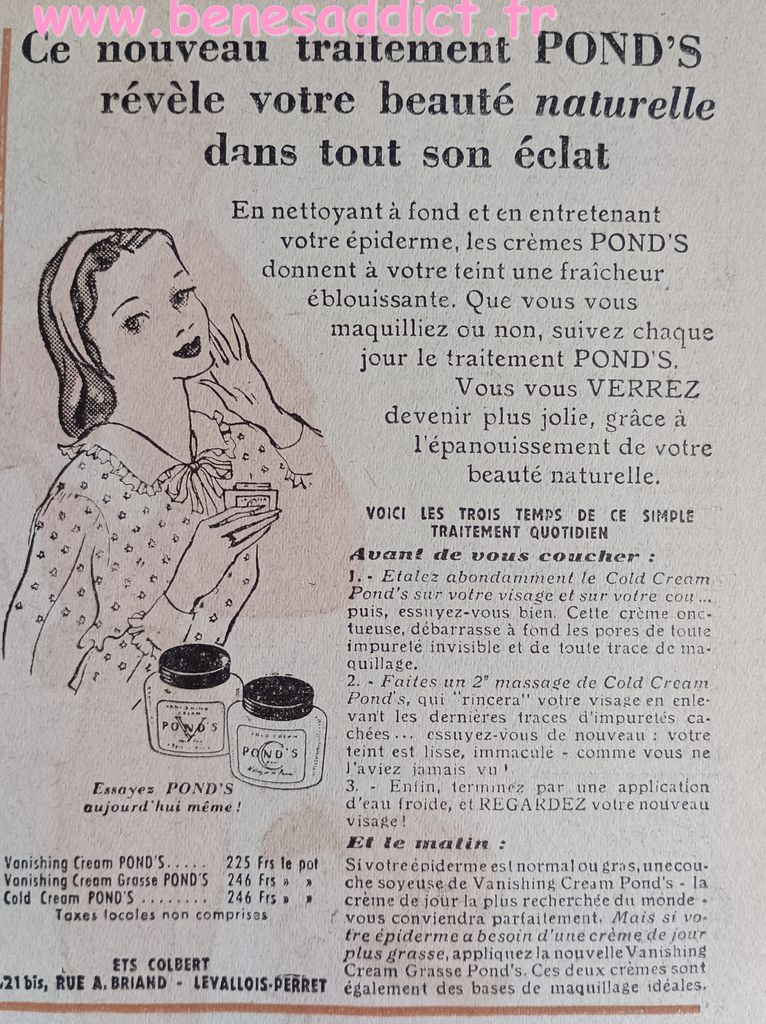 www.benesaddict.fr
Ce nouveau traitement POND'S
révèle votre beauté naturelle
dans tout son éclat
En nettoyant à fond et en entretenant
votre épiderme, les crèmes POND'S
donnent à votre teint une fraîcheur
éblouissante. Que vous vous
maquilliez ou non, suivez chaque
jour le traitement POND'S.
Vous vous VERREZ
devenir plus jolie, grâce à
l'épanouissement de votre
beauté naturelle.
VOICI LES TROIS TEMPS DE CE SIMPLE
TRAITEMENT QUOTIDIEN
Avant de vous coucher :
1. - Etalez abondamment le Cold Cream
Pond's sur votre visage et sur votre cou...
puis, essuyez-vous bien. Cette crème onc-
tueuse, débarrasse à fond les pores de toute
impureté invisible et de toute trace de ma-
quillage.
2. - Faites un 2e massage de Cold Cream
Pond's, qui "rincera" votre visage en enle-
vant les dernières traces d'impuretés ca-
chées... essuyez-vous de nouveau : votre
teint est lisse, immaculé - comme vous ne
l'aviez jamais vu !
3. - Enfin, terminez par une application
d'eau froide, et REGARDEZ votre nouveau
visage !
Et le matin :
Si votre épiderme est normal ou gras, une cou-
che soyeuse de Vanishing Cream Pond's - la
crème de jour la plus recherchée du monde -
vous conviendra parfaitement. Mais si vo-
tre épiderme a besoin d'une crème de jour
plus grasse, appliquez la nouvelle Vanishing
Cream Grasse Pond's. Ces deux crèmes sont
également des bases de maquillage idéales.
VANISHING
CREAM
V
POND'S
COLD CREAM
C
POND'S
Essayez POND'S
aujourd'hui même !
Vanishing Cream POND'S..... 225 Frs le pot
Vanishing Cream Grasse POND'S 246 Frs » »
Cold Cream POND'S ........ 246 Frs » »
Taxes locales non comprises
ETS COLBERT
21 bis, RUE A. BRIAND - LEVALLOIS-PERRET